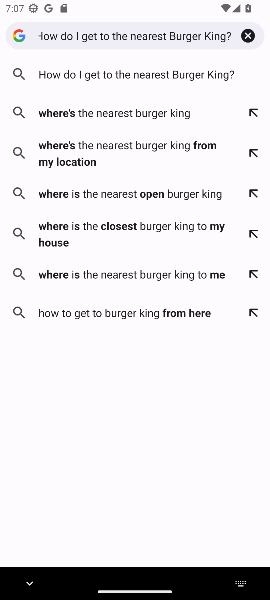 7:07
How do I get to the nearest Burger King?
How do I get to the nearest Burger King?
where's the nearest burger king
where's the nearest burger king from
my location
where is the nearest open burger king
where is the closest burger king to my
house
where is the nearest burger king to me
how to get to burger king from here